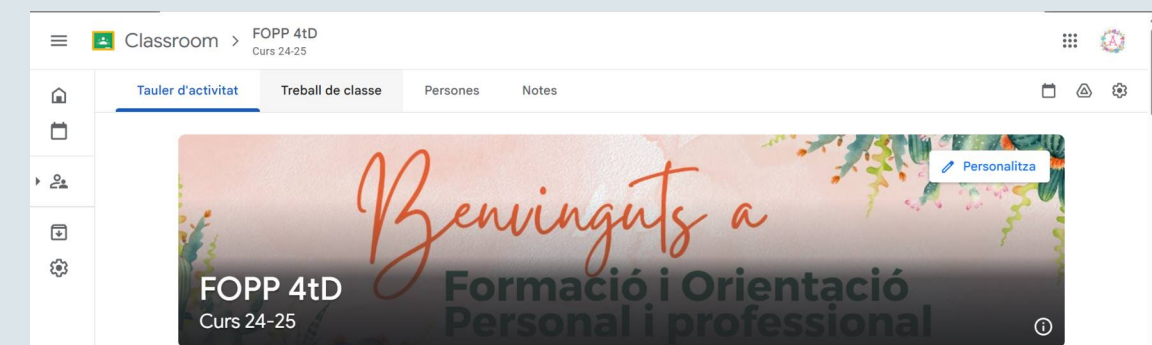 Classroom > FOPP 4tD
Curs 24-25
Tauler d'activitat Treball de classe Persones Notes
Personalitza
Benvinguts a
Formació i Orientació
Personal i professional
FOPP 4tD
Curs 24-25